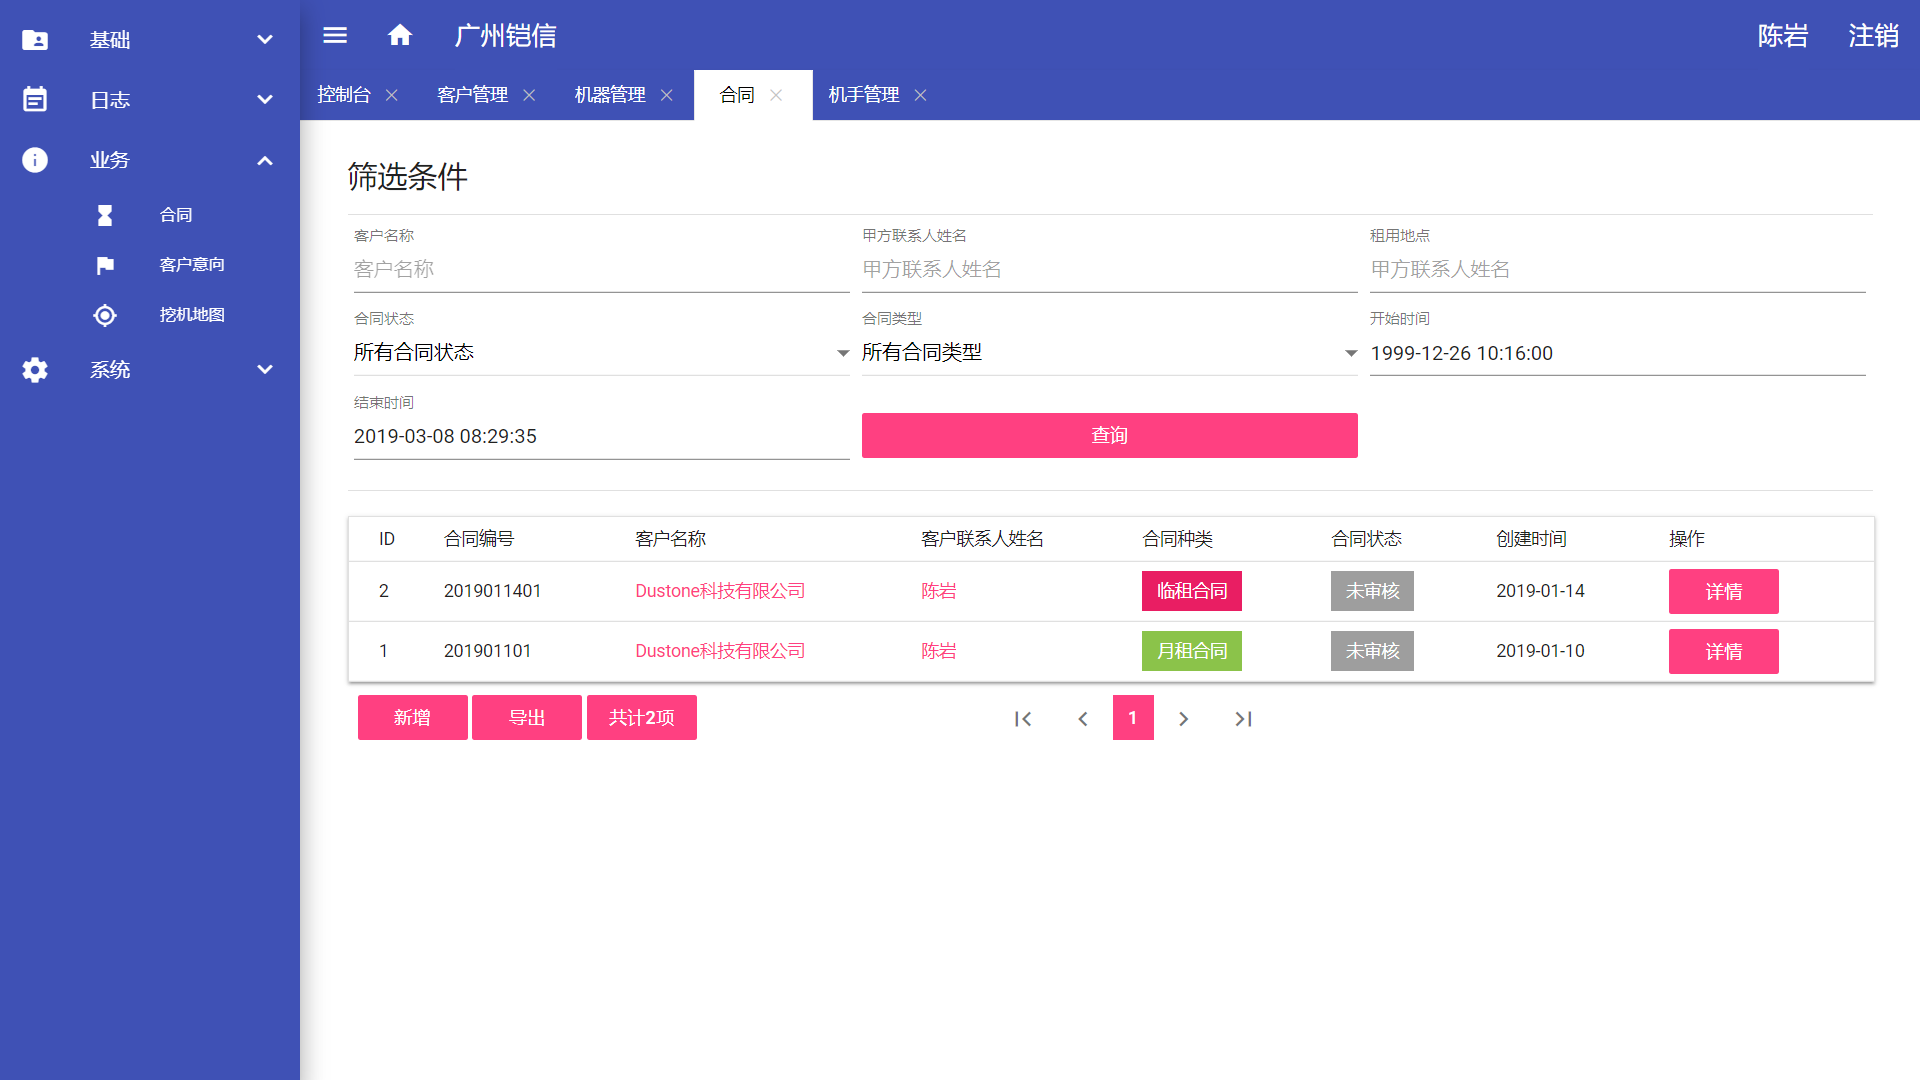 基础
日志
业务
合同
客户意向
挖机地图
系统
广州铠信
陈岩 注销
控制台 客户管理 机器管理 合同 机手管理
筛选条件
客户名称 甲方联系人姓名 租用地点
客户名称 甲方联系人姓名 甲方联系人姓名
合同状态 合同类型 开始时间
所有合同状态 所有合同类型 1999-12-26 10:16:00
结束时间
2019-03-08 08:29:35 查询
ID 合同编号 客户名称 客户联系人姓名 合同种类 合同状态 创建时间 操作
2 2019011401 Dustone科技有限公司 陈岩 临租合同 未审核 2019-01-14 详情
1 201901101 Dustone科技有限公司 陈岩 月租合同 未审核 2019-01-10 详情
新增 导出 共计2项 1